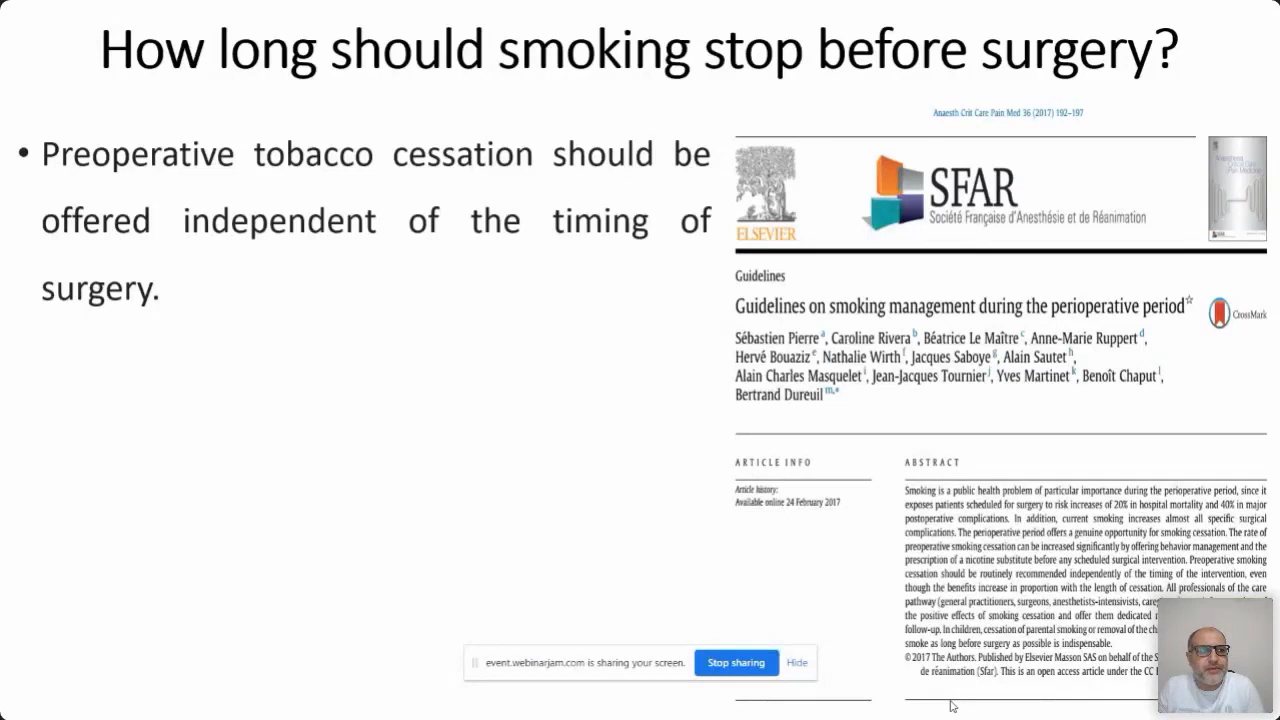 How long should smoking stop before surgery?
• Preoperative tobacco cessation should be
offered independent of the timing of
surgery.
Anaesth Crit Care Pain Med 36 (2017) 192–197
ELSEVIER
SFAR
Société Française d'Anesthésie et de Réanimation
Guidelines
Guidelines on smoking management during the perioperative period☆
CrossMark
Sébastien Pierre a, Caroline Rivera b, Béatrice Le Maître c, Anne-Marie Ruppert d,
Hervé Bouaziz e, Nathalie Wirth f, Jacques Saboye g, Alain Sautet h,
Alain Charles Masquelet i, Jean-Jacques Tournier j, Yves Martinet k, Benoît Chaput l,
Bertrand Dureuil m,*
ARTICLE INFO
Article history:
Available online 24 February 2017
ABSTRACT
Smoking is a public health problem of particular importance during the perioperative period, since it
exposes patients scheduled for surgery to risk increases of 20% in hospital mortality and 40% in major
postoperative complications. In addition, current smoking increases almost all specific surgical
complications. The perioperative period offers a genuine opportunity for smoking cessation. The rate of
preoperative smoking cessation can be increased significantly by offering behavior management and the
prescription of a nicotine substitute before any scheduled surgical intervention. Preoperative smoking
cessation should be routinely recommended independently of the timing of the intervention, even
though the benefits increase in proportion with the length of cessation. All professionals of the care
pathway (general practitioners, surgeons, anesthetists-intensivists,
the positive effects of smoking cessation and offer them dedicated
follow-up. In children, cessation of parental smoking or removal of the
smoke as long before surgery as possible is indispensable.
© 2017 The Authors. Published by Elsevier Masson SAS on behalf of the
de réanimation (Sfar). This is an open access article under the CC
event.webinarjam.com is sharing your screen.
Stop sharing
Hide